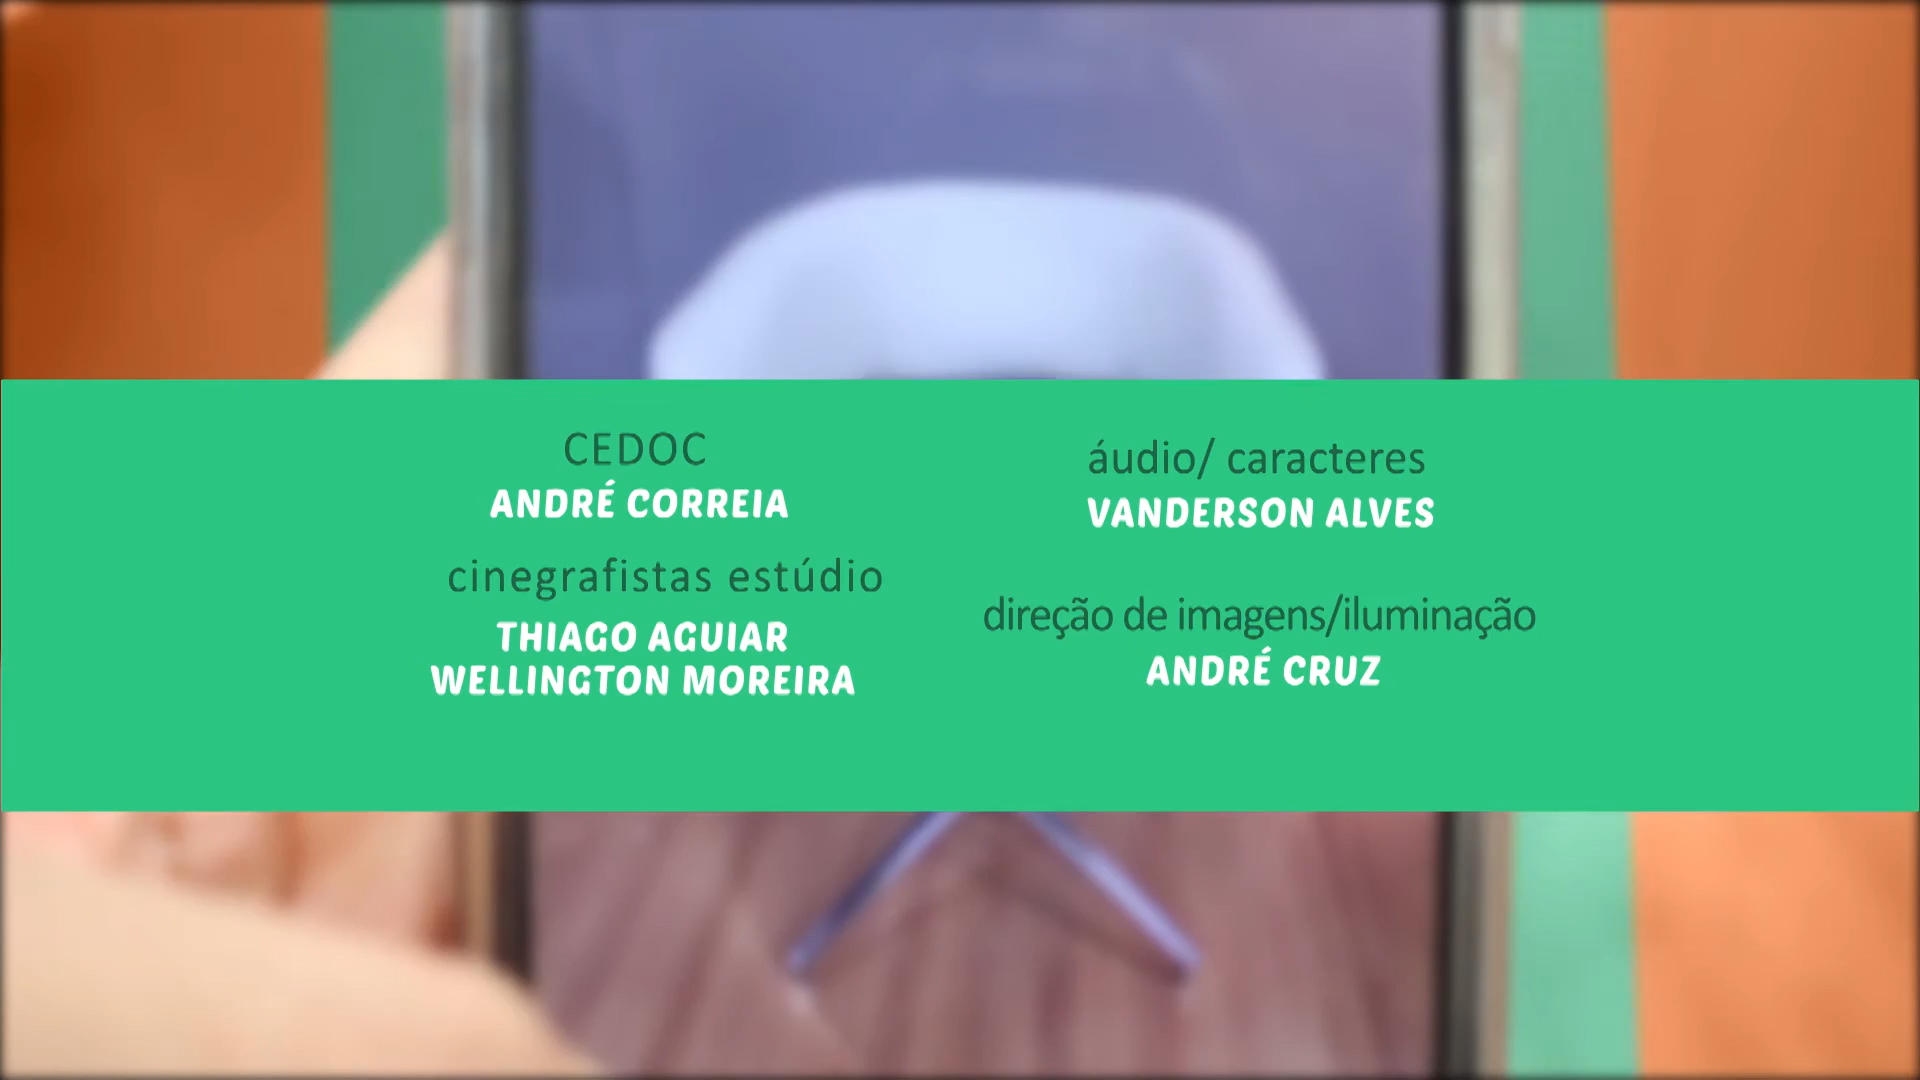 CEDOC
ANDRÉ CORREIA
cinegrafistas estúdio
THIAGO AGUIAR
WELLINGTON MOREIRA
áudio/ caracteres
VANDERSON ALVES
direção de imagens/iluminação
ANDRÉ CRUZ